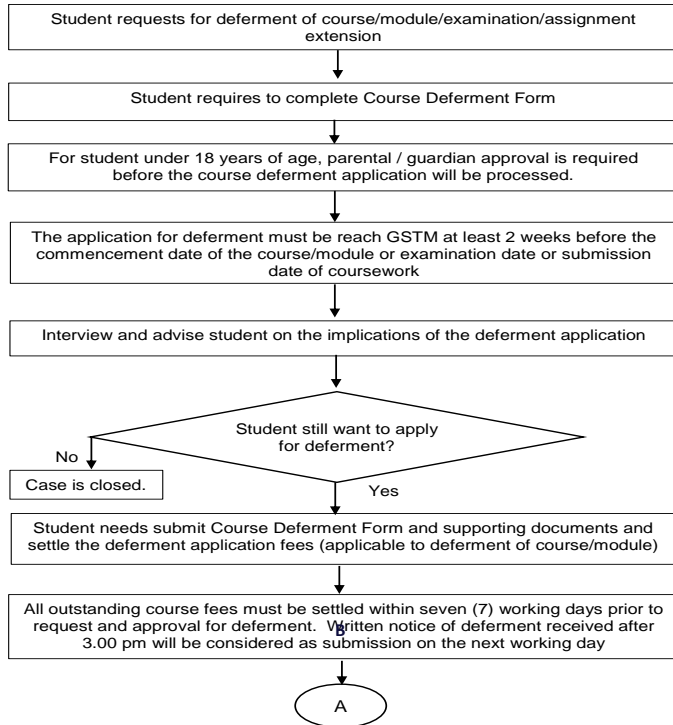 Student requests for deferment of course/module/examination/assignment
extension
Student requires to complete Course Deferment Form
For student under 18 years of age, parental / guardian approval is required
before the course deferment application will be processed.
The application for deferment must be reach GSTM at least 2 weeks before the
commencement date of the course/module or examination date or submission
date of coursework
Interview and advise student on the implications of the deferment application
Student still want to apply
for deferment?
No
Case is closed.
Yes
Student needs submit Course Deferment Form and supporting documents and
settle the deferment application fees (applicable to deferment of course/module)
All outstanding course fees must be settled within seven (7) working days prior to
request and approval for deferment. Written notice of deferment received after
B
3.00 pm will be considered as submission on the next working day
A